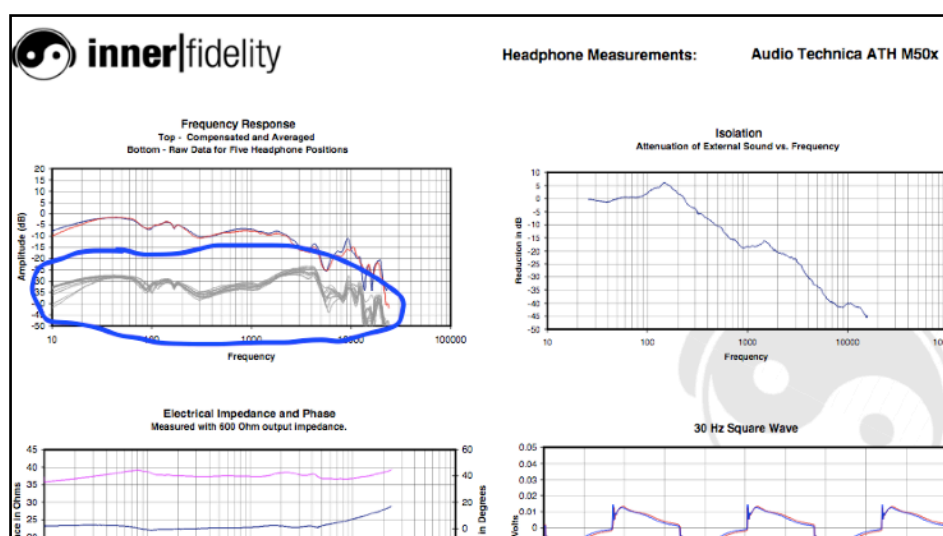 inner|fidelity
Headphone Measurements: Audio Technica ATH M50x
Frequency Response
Top - Compensated and Averaged
Bottom - Raw Data for Five Headphone Positions
20
15
10
5
0
-5
-10
-15
-20
-25
-30
-35
-50
Amplitude (dB)
10
1000
100000
Frequency
Isolation
Attenuation of External Sound vs. Frequency
10
5
0
-5
-10
-15
-20
-25
-30
-35
-40
-45
-50
Reduction in dB
10
100
1000
10000
Frequency
Electrical Impedance and Phase
Measured with 600 Ohm output impedance.
45
40
35
30
25
in Ohms
60
40
20
0
in Degrees
30 Hz Square Wave
0.05
0.04
0.03
0.02
0.01
0
Volts